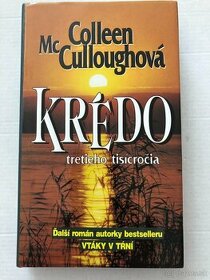 Colleen
Mc Culloughová
KRÉDO
tretieho tisícročia
Ďalší román autorky bestselleru
VTÁKY V TŔNÍ